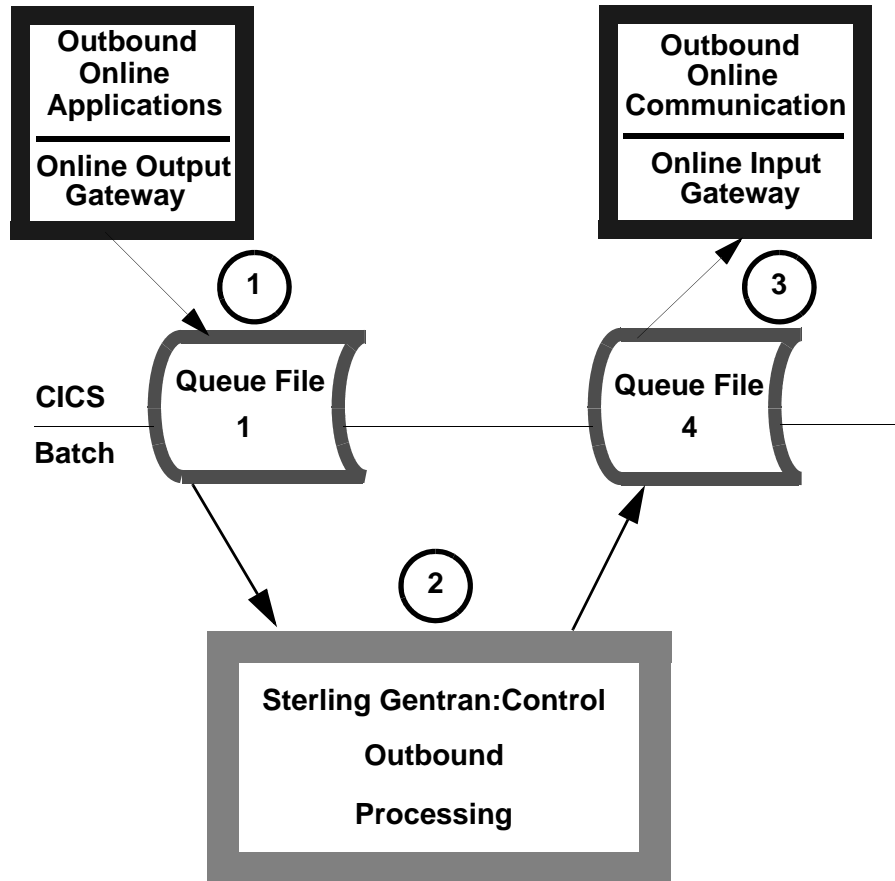 Outbound
Online
Applications
Online Output
Gateway
Outbound
Online
Communication
Online Input
Gateway
1
3
Queue File
1
Queue File
4
CICS
Batch
2
Sterling Gentran:Control
Outbound
Processing